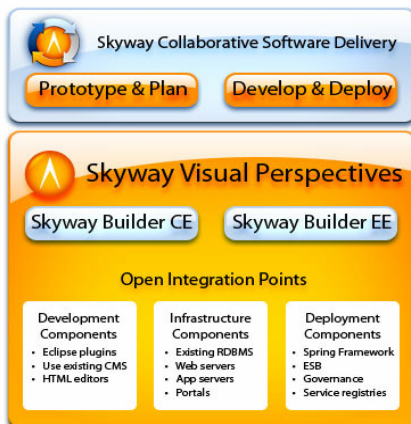 Skyway Collaborative Software Delivery
Prototype & Plan
Develop & Deploy
Skyway Visual Perspectives
Skyway Builder CE
Skyway Builder EE
Open Integration Points
Development
Components
• Eclipse plugins
• Use existing CMS
• HTML editors
Infrastructure
Components
• Existing RDBMS
• Web servers
• App servers
• Portals
Deployment
Components
• Spring Framework
• ESB
• Governance
• Service registries